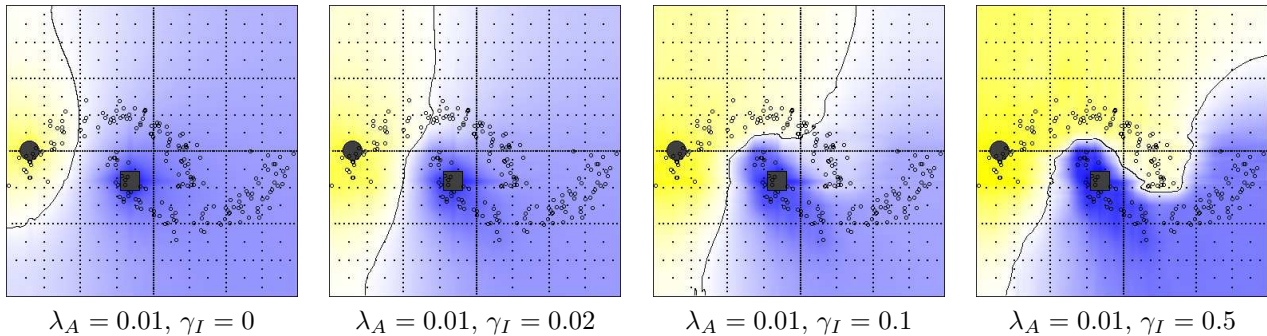 λ_A = 0.01, γ_I = 0
λ_A = 0.01, γ_I = 0.02
λ_A = 0.01, γ_I = 0.1
λ_A = 0.01, γ_I = 0.5